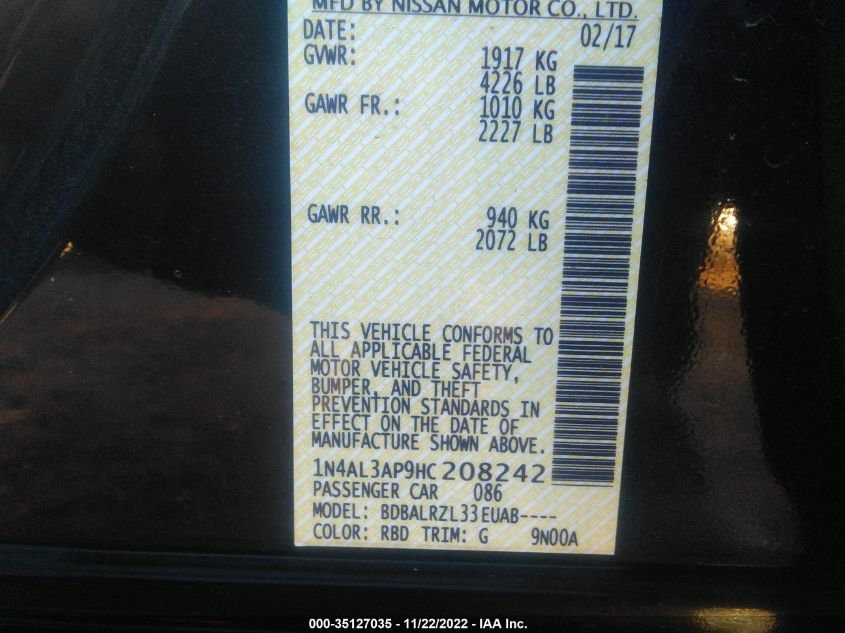 MFD BY NISSAN MOTOR CO., LTD.
DATE: 02/17
GVWR: 1917 KG
4226 LB
GAWR FR.: 1010 KG
2227 LB
GAWR RR.: 940 KG
2072 LB
THIS VEHICLE CONFORMS TO
ALL APPLICABLE FEDERAL
MOTOR VEHICLE SAFETY,
BUMPER, AND THEFT
PREVENTION STANDARDS IN
EFFECT ON THE DATE OF
MANUFACTURE SHOWN ABOVE.
1N4AL3AP9HC208242
PASSENGER CAR 086
MODEL: BDBALRZL33EUAB----
COLOR: RBD TRIM: G 9N00A
000-35127035 - 11/22/2022 - IAA Inc.